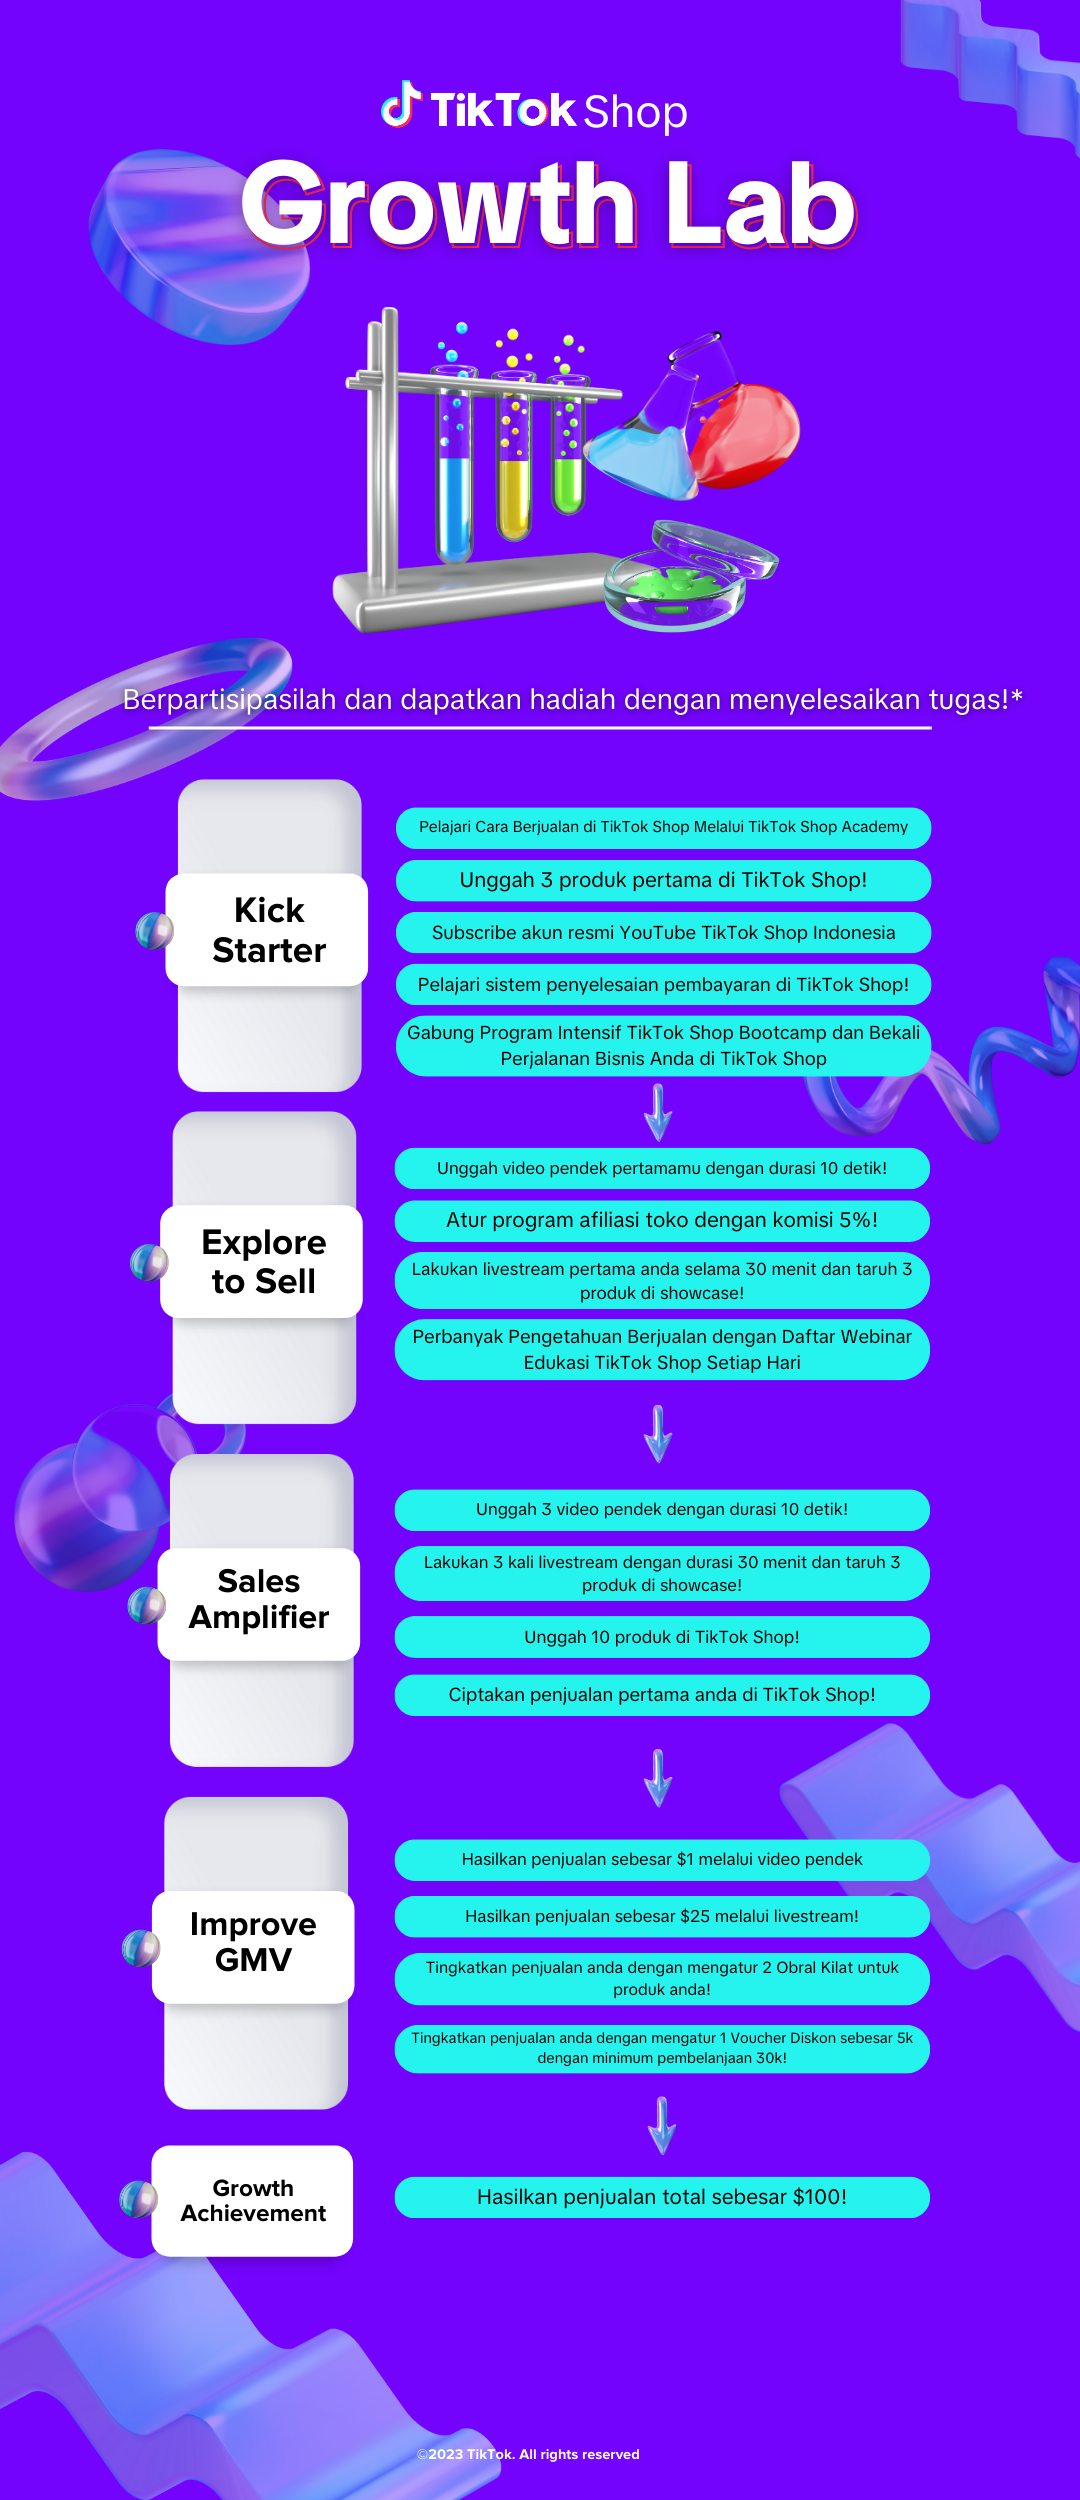 TikTok Shop
Growth Lab
Berpartisipasilah dan dapatkan hadiah dengan menyelesaikan tugas!*
Kick
Starter
Pelajari Cara Berjualan di TikTok Shop Melalui TikTok Shop Academy
Unggah 3 produk pertama di TikTok Shop!
Subscribe akun resmi YouTube TikTok Shop Indonesia
Pelajari sistem penyelesaian pembayaran di TikTok Shop!
Gabung Program Intensif TikTok Shop Bootcamp dan Bekali
Perjalanan Bisnis Anda di TikTok Shop
Explore
to Sell
Unggah video pendek pertamamu dengan durasi 10 detik!
Atur program afiliasi toko dengan komisi 5%!
Lakukan livestream pertama anda selama 30 menit dan taruh 3
produk di showcase!
Perbanyak Pengetahuan Berjualan dengan Daftar Webinar
Edukasi TikTok Shop Setiap Hari
Sales
Amplifier
Unggah 3 video pendek dengan durasi 10 detik!
Lakukan 3 kali livestream dengan durasi 30 menit dan taruh 3
produk di showcase!
Unggah 10 produk di TikTok Shop!
Ciptakan penjualan pertama anda di TikTok Shop!
Improve
GMV
Hasilkan penjualan sebesar $1 melalui video pendek
Hasilkan penjualan sebesar $25 melalui livestream!
Tingkatkan penjualan anda dengan mengatur 2 Obral Kilat untuk
produk anda!
Tingkatkan penjualan anda dengan mengatur 1 Voucher Diskon sebesar 5k
dengan minimum pembelanjaan 30k!
Growth
Achievement
Hasilkan penjualan total sebesar $100!
©2023 TikTok. All rights reserved